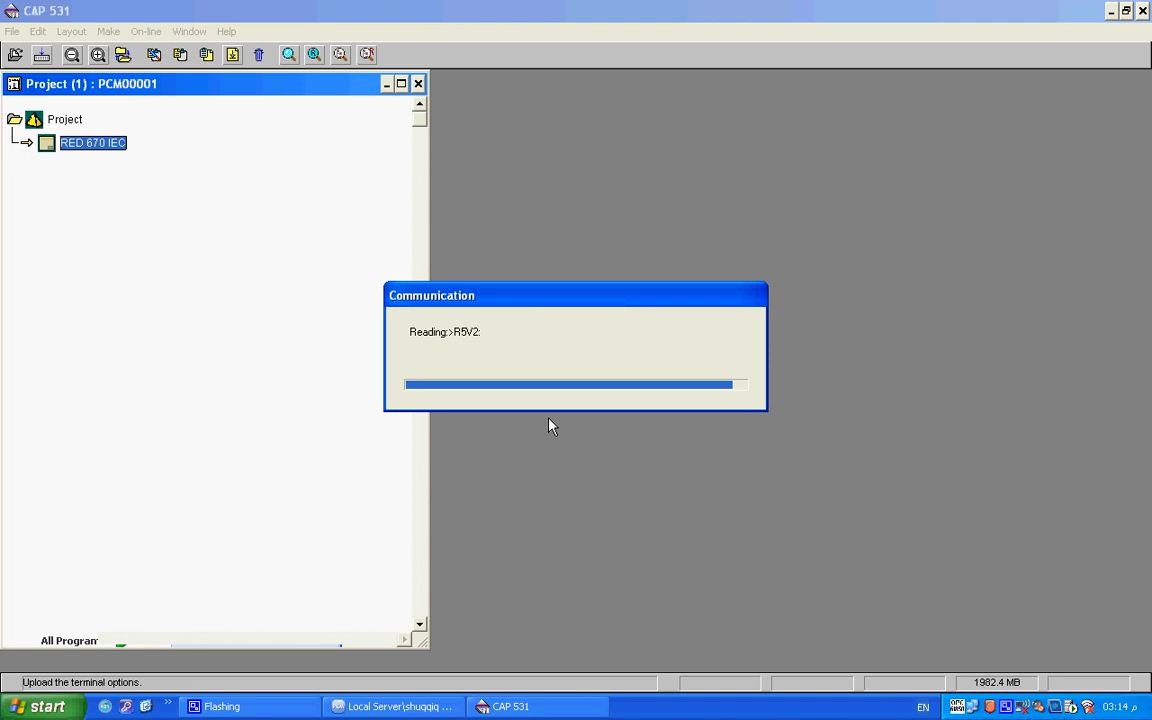 CAP 531
File Edit Layout Make On-line Window Help
Project (1) : PCM00001
Project
RED 670 IEC
Communication
Reading:>R5V2:
All Program
Upload the terminal options.
1982.4 MB
start
Flashing
Local Server\shuqqiq ...
CAP 531
EN
03:14 م